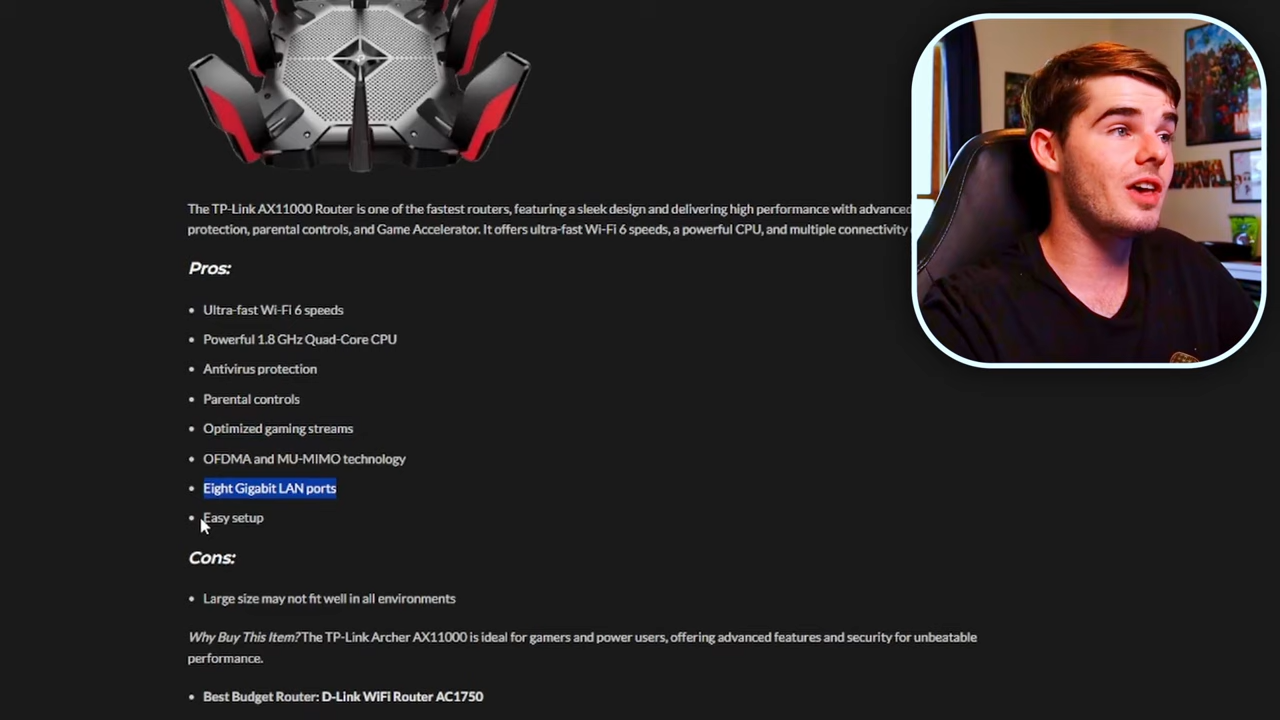 The TP-Link AX11000 Router is one of the fastest routers, featuring a sleek design and delivering high performance with advanced
protection, parental controls, and Game Accelerator. It offers ultra-fast Wi-Fi 6 speeds, a powerful CPU, and multiple connectivity
Pros:
• Ultra-fast Wi-Fi 6 speeds
• Powerful 1.8 GHz Quad-Core CPU
• Antivirus protection
• Parental controls
• Optimized gaming streams
• OFDMA and MU-MIMO technology
• Eight Gigabit LAN ports
• Easy setup
Cons:
• Large size may not fit well in all environments
Why Buy This Item? The TP-Link Archer AX11000 is ideal for gamers and power users, offering advanced features and security for unbeatable
performance.
• Best Budget Router: D-Link WiFi Router AC1750